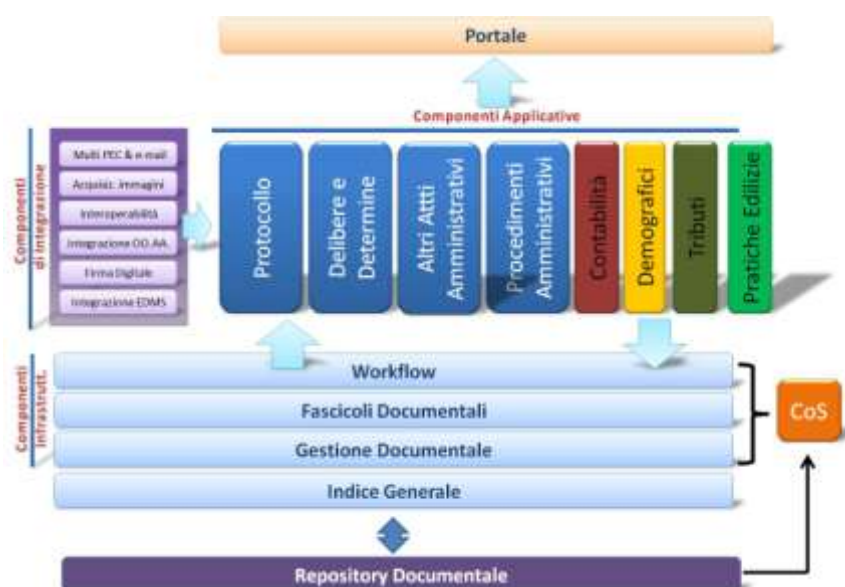 Portale
Componenti Applicative
Componenti
di Integrazione
Multi PEC & e-mail
Acquisiz. immagini
Interoperabilità
Integrazione OO.AA.
Firma Digitale
Integrazione EDMS
Protocollo
Delibere e
Determine
Altri Atti
Amministrativi
Procedimenti
Amministrativi
Contabilità
Demografici
Tributi
Pratiche Edilizie
Componenti
Infrastrutt.
Workflow
Fascicoli Documentali
Gestione Documentale
Indice Generale
CoS
Repository Documentale